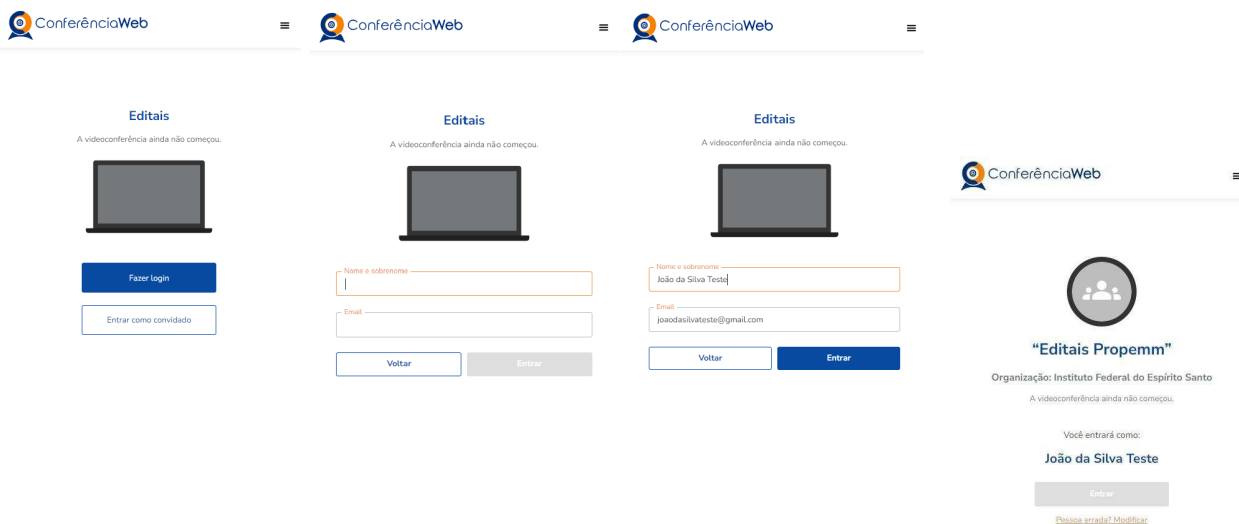 ConferênciaWeb
Editais
A videoconferência ainda não começou.
Fazer login
Entrar como convidado
ConferênciaWeb
Editais
A videoconferência ainda não começou.
Nome e sobrenome
Email
Voltar
Entrar
ConferênciaWeb
Editais
A videoconferência ainda não começou.
Nome e sobrenome
João da Silva Teste
Email
joaodasilvateste@gmail.com
Voltar
Entrar
ConferênciaWeb
“Editais Propemm”
Organização: Instituto Federal do Espírito Santo
A videoconferência ainda não começou.
Você entrará como:
João da Silva Teste
Entrar
Pessoa errada? Modificar